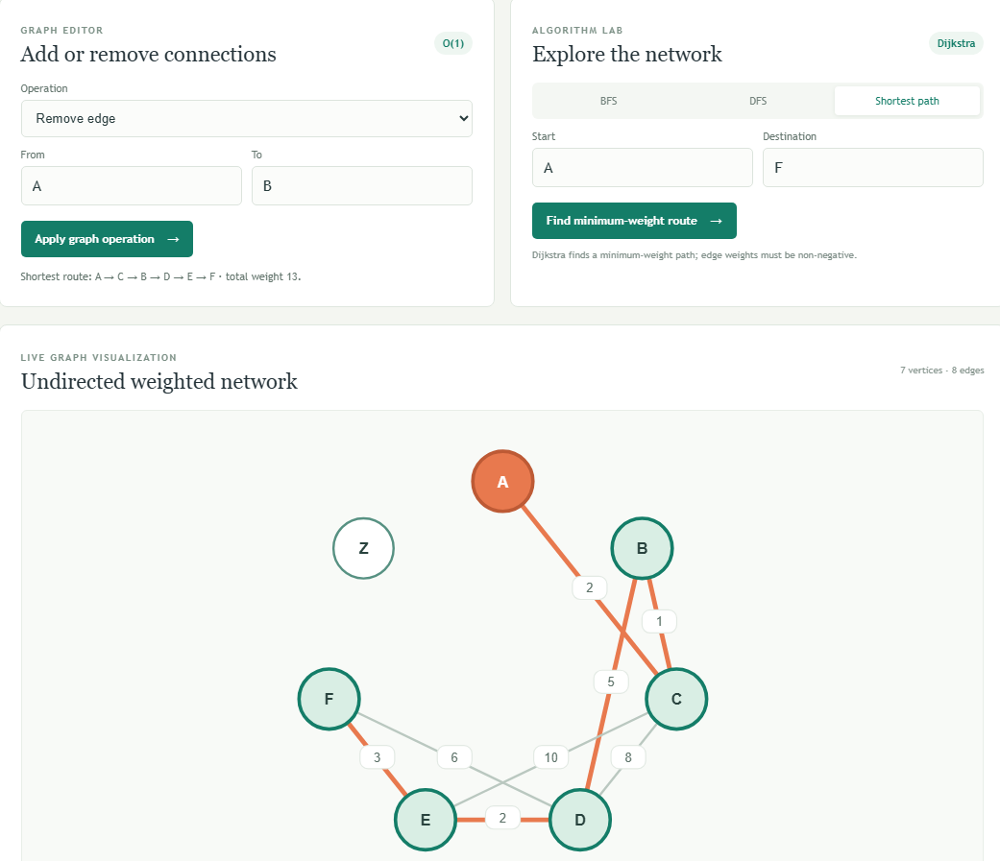 GRAPH EDITOR
Add or remove connections
O(1)
Operation
Remove edge
From
To
A
B
Apply graph operation →
Shortest route: A → C → B → D → E → F · total weight 13.
ALGORITHM LAB
Explore the network
Dijkstra
BFS
DFS
Shortest path
Start
Destination
A
F
Find minimum-weight route →
Dijkstra finds a minimum-weight path; edge weights must be non-negative.
LIVE GRAPH VISUALIZATION
Undirected weighted network
7 vertices · 8 edges
A
Z
B
2
1
5
F
C
3
6
10
8
E
2
D